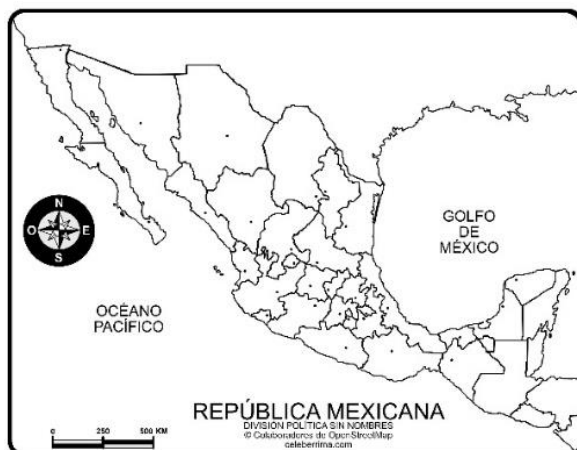 N
O
E
S
GOLFO
DE
MÉXICO
OCÉANO
PACÍFICO
REPÚBLICA MEXICANA
DIVISIÓN POLÍTICA SIN NOMBRES
© Colaboradores de OpenStreetMap
celeberrima.com
0 250 500 KM